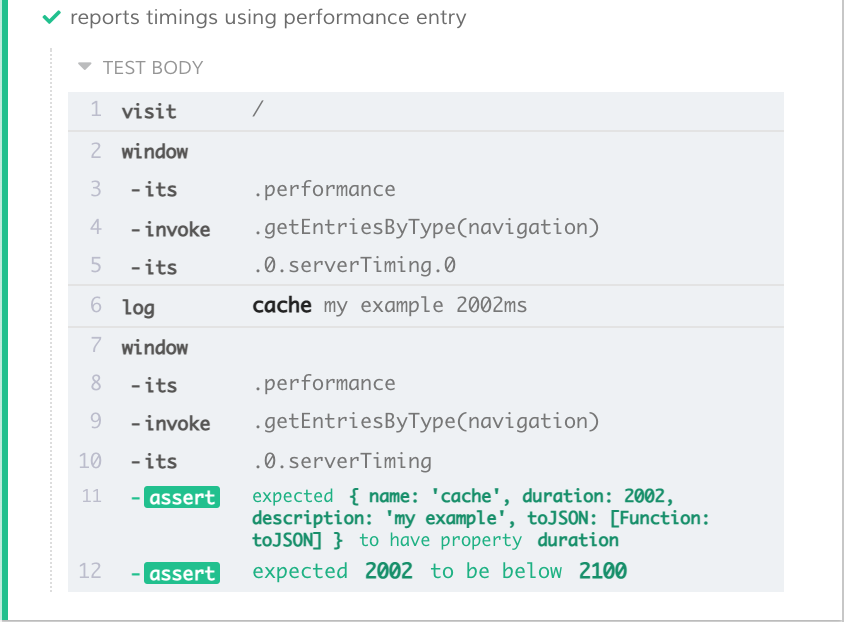 reports timings using performance entry
TEST BODY
1 visit /
2 window
3 -its .performance
4 -invoke .getEntriesByType(navigation)
5 -its .0.serverTiming.0
6 log cache my example 2002ms
7 window
8 -its .performance
9 -invoke .getEntriesByType(navigation)
10 -its .0.serverTiming
11 -assert expected { name: 'cache', duration: 2002,
description: 'my example', toJSON: [Function:
toJSON] } to have property duration
12 -assert expected 2002 to be below 2100